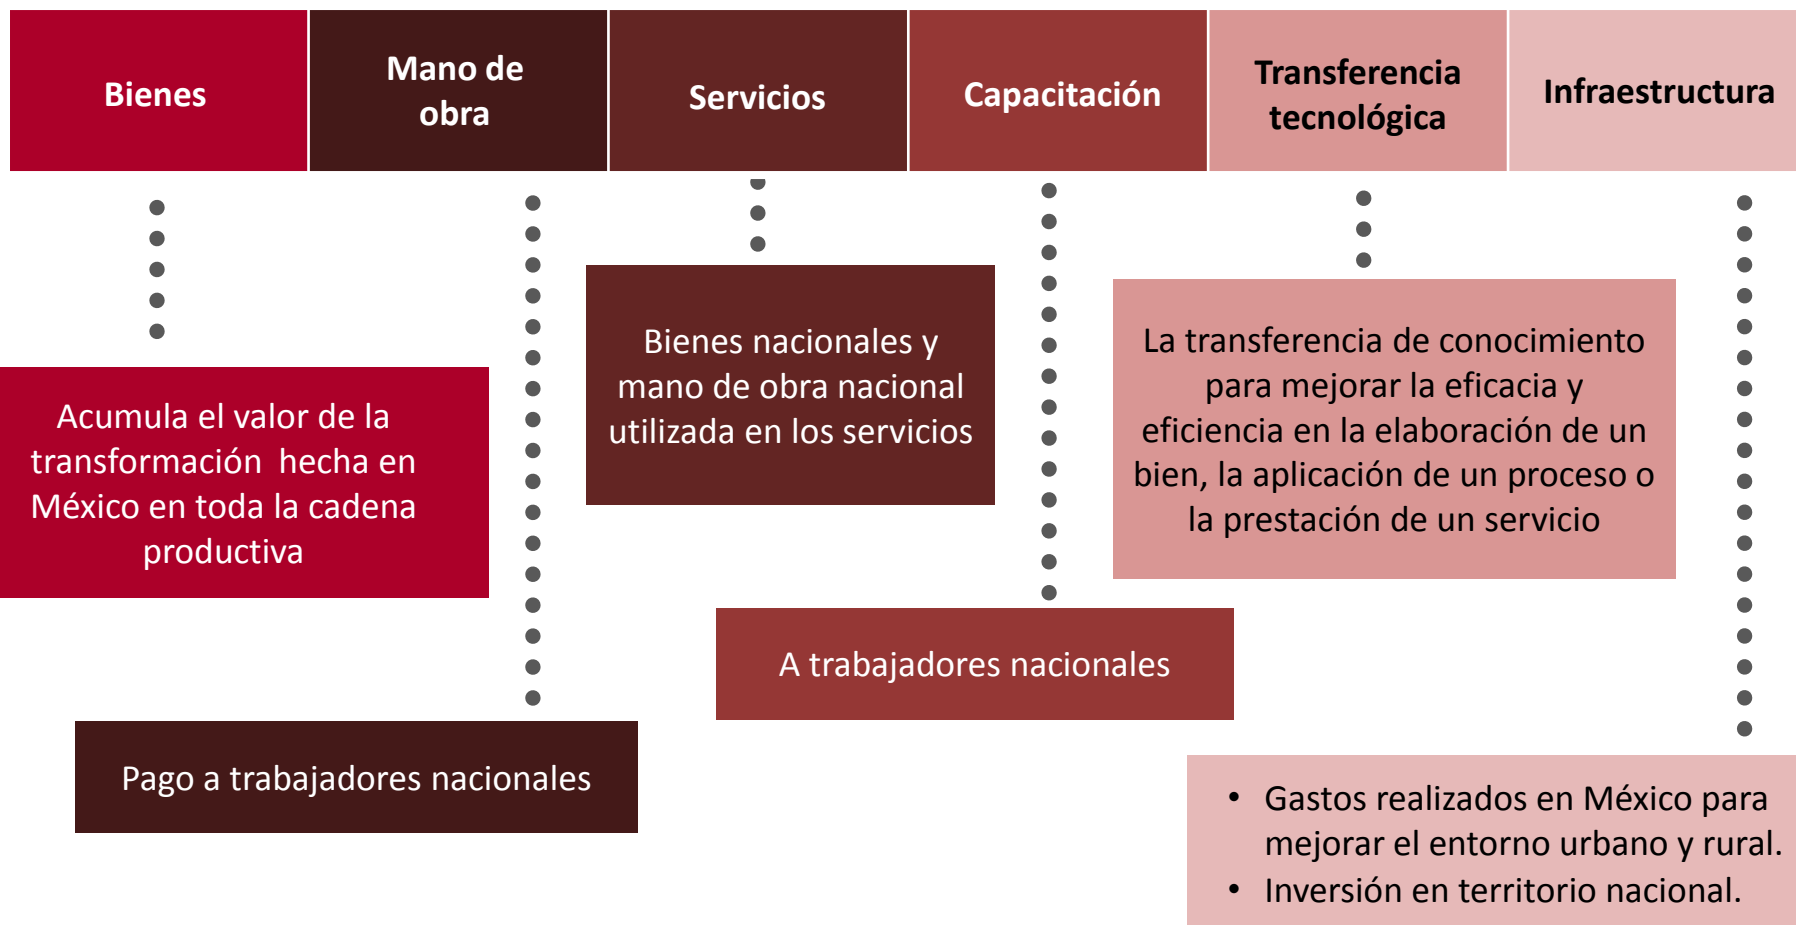 Bienes
Mano de
obra
Servicios
Capacitación
Transferencia
tecnológica
Infraestructura
Acumula el valor de la
transformación  hecha en
México en toda la cadena
productiva
Pago a trabajadores nacionales
Bienes nacionales y
mano de obra nacional
utilizada en los servicios
A trabajadores nacionales
La transferencia de conocimiento
para mejorar la eficacia y
eficiencia en la elaboración de un
bien, la aplicación de un proceso o
la prestación de un servicio
• Gastos realizados en México para
mejorar el entorno urbano y rural.
• Inversión en territorio nacional.